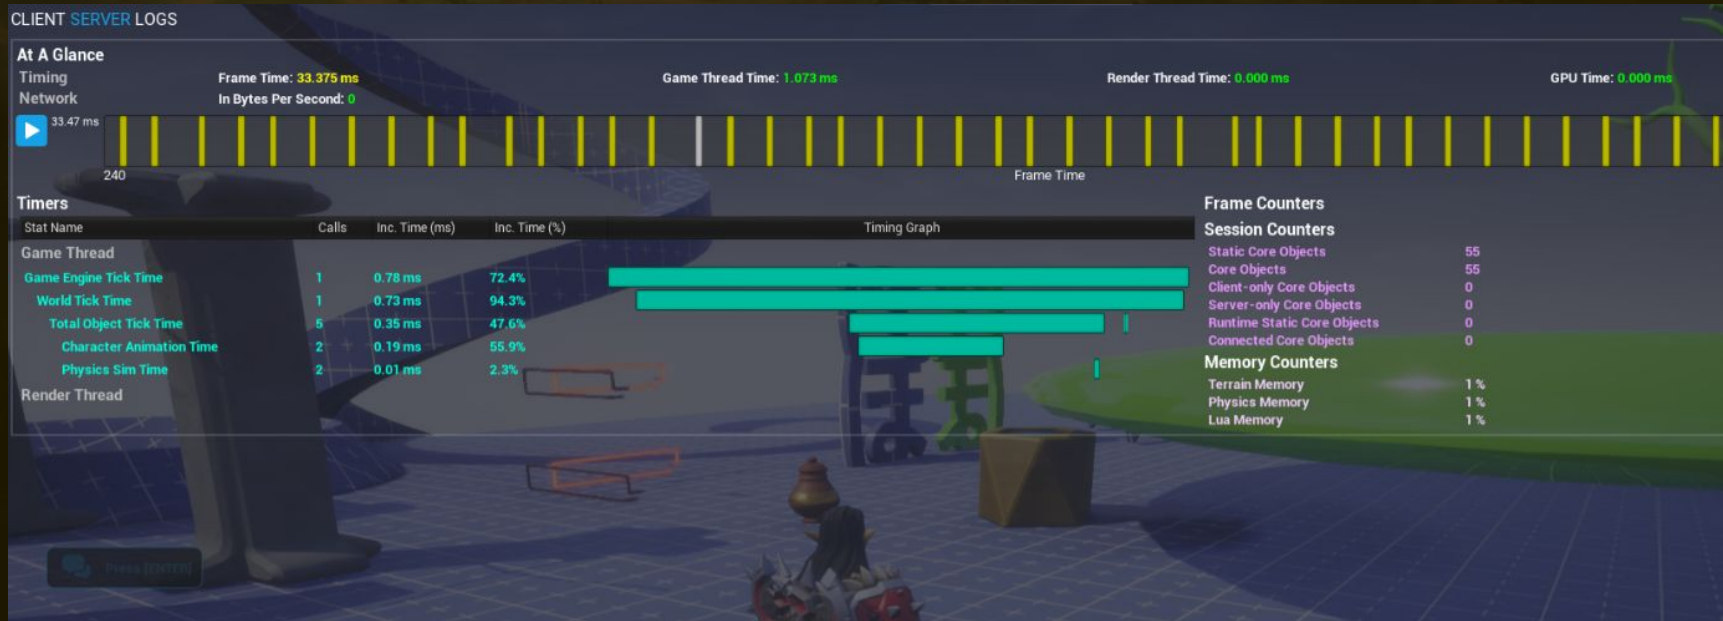 CLIENT SERVER LOGS
At A Glance
Timing Frame Time: 33.375 ms Game Thread Time: 1.073 ms Render Thread Time: 0.000 ms GPU Time: 0.000 ms
Network In Bytes Per Second: 0
33.47 ms
240 Frame Time
Timers
Stat Name Calls Inc. Time (ms) Inc. Time (%) Timing Graph
Game Thread
Game Engine Tick Time 1 0.78 ms 72.4%
World Tick Time 1 0.73 ms 94.3%
Total Object Tick Time 5 0.35 ms 47.6%
Character Animation Time 2 0.19 ms 55.9%
Physics Sim Time 2 0.01 ms 2.3%
Render Thread
Frame Counters
Session Counters
Static Core Objects 55
Core Objects 55
Client-only Core Objects 0
Server-only Core Objects 0
Runtime Static Core Objects 0
Connected Core Objects 0
Memory Counters
Terrain Memory 1 %
Physics Memory 1 %
Lua Memory 1 %
Press [ENTER]